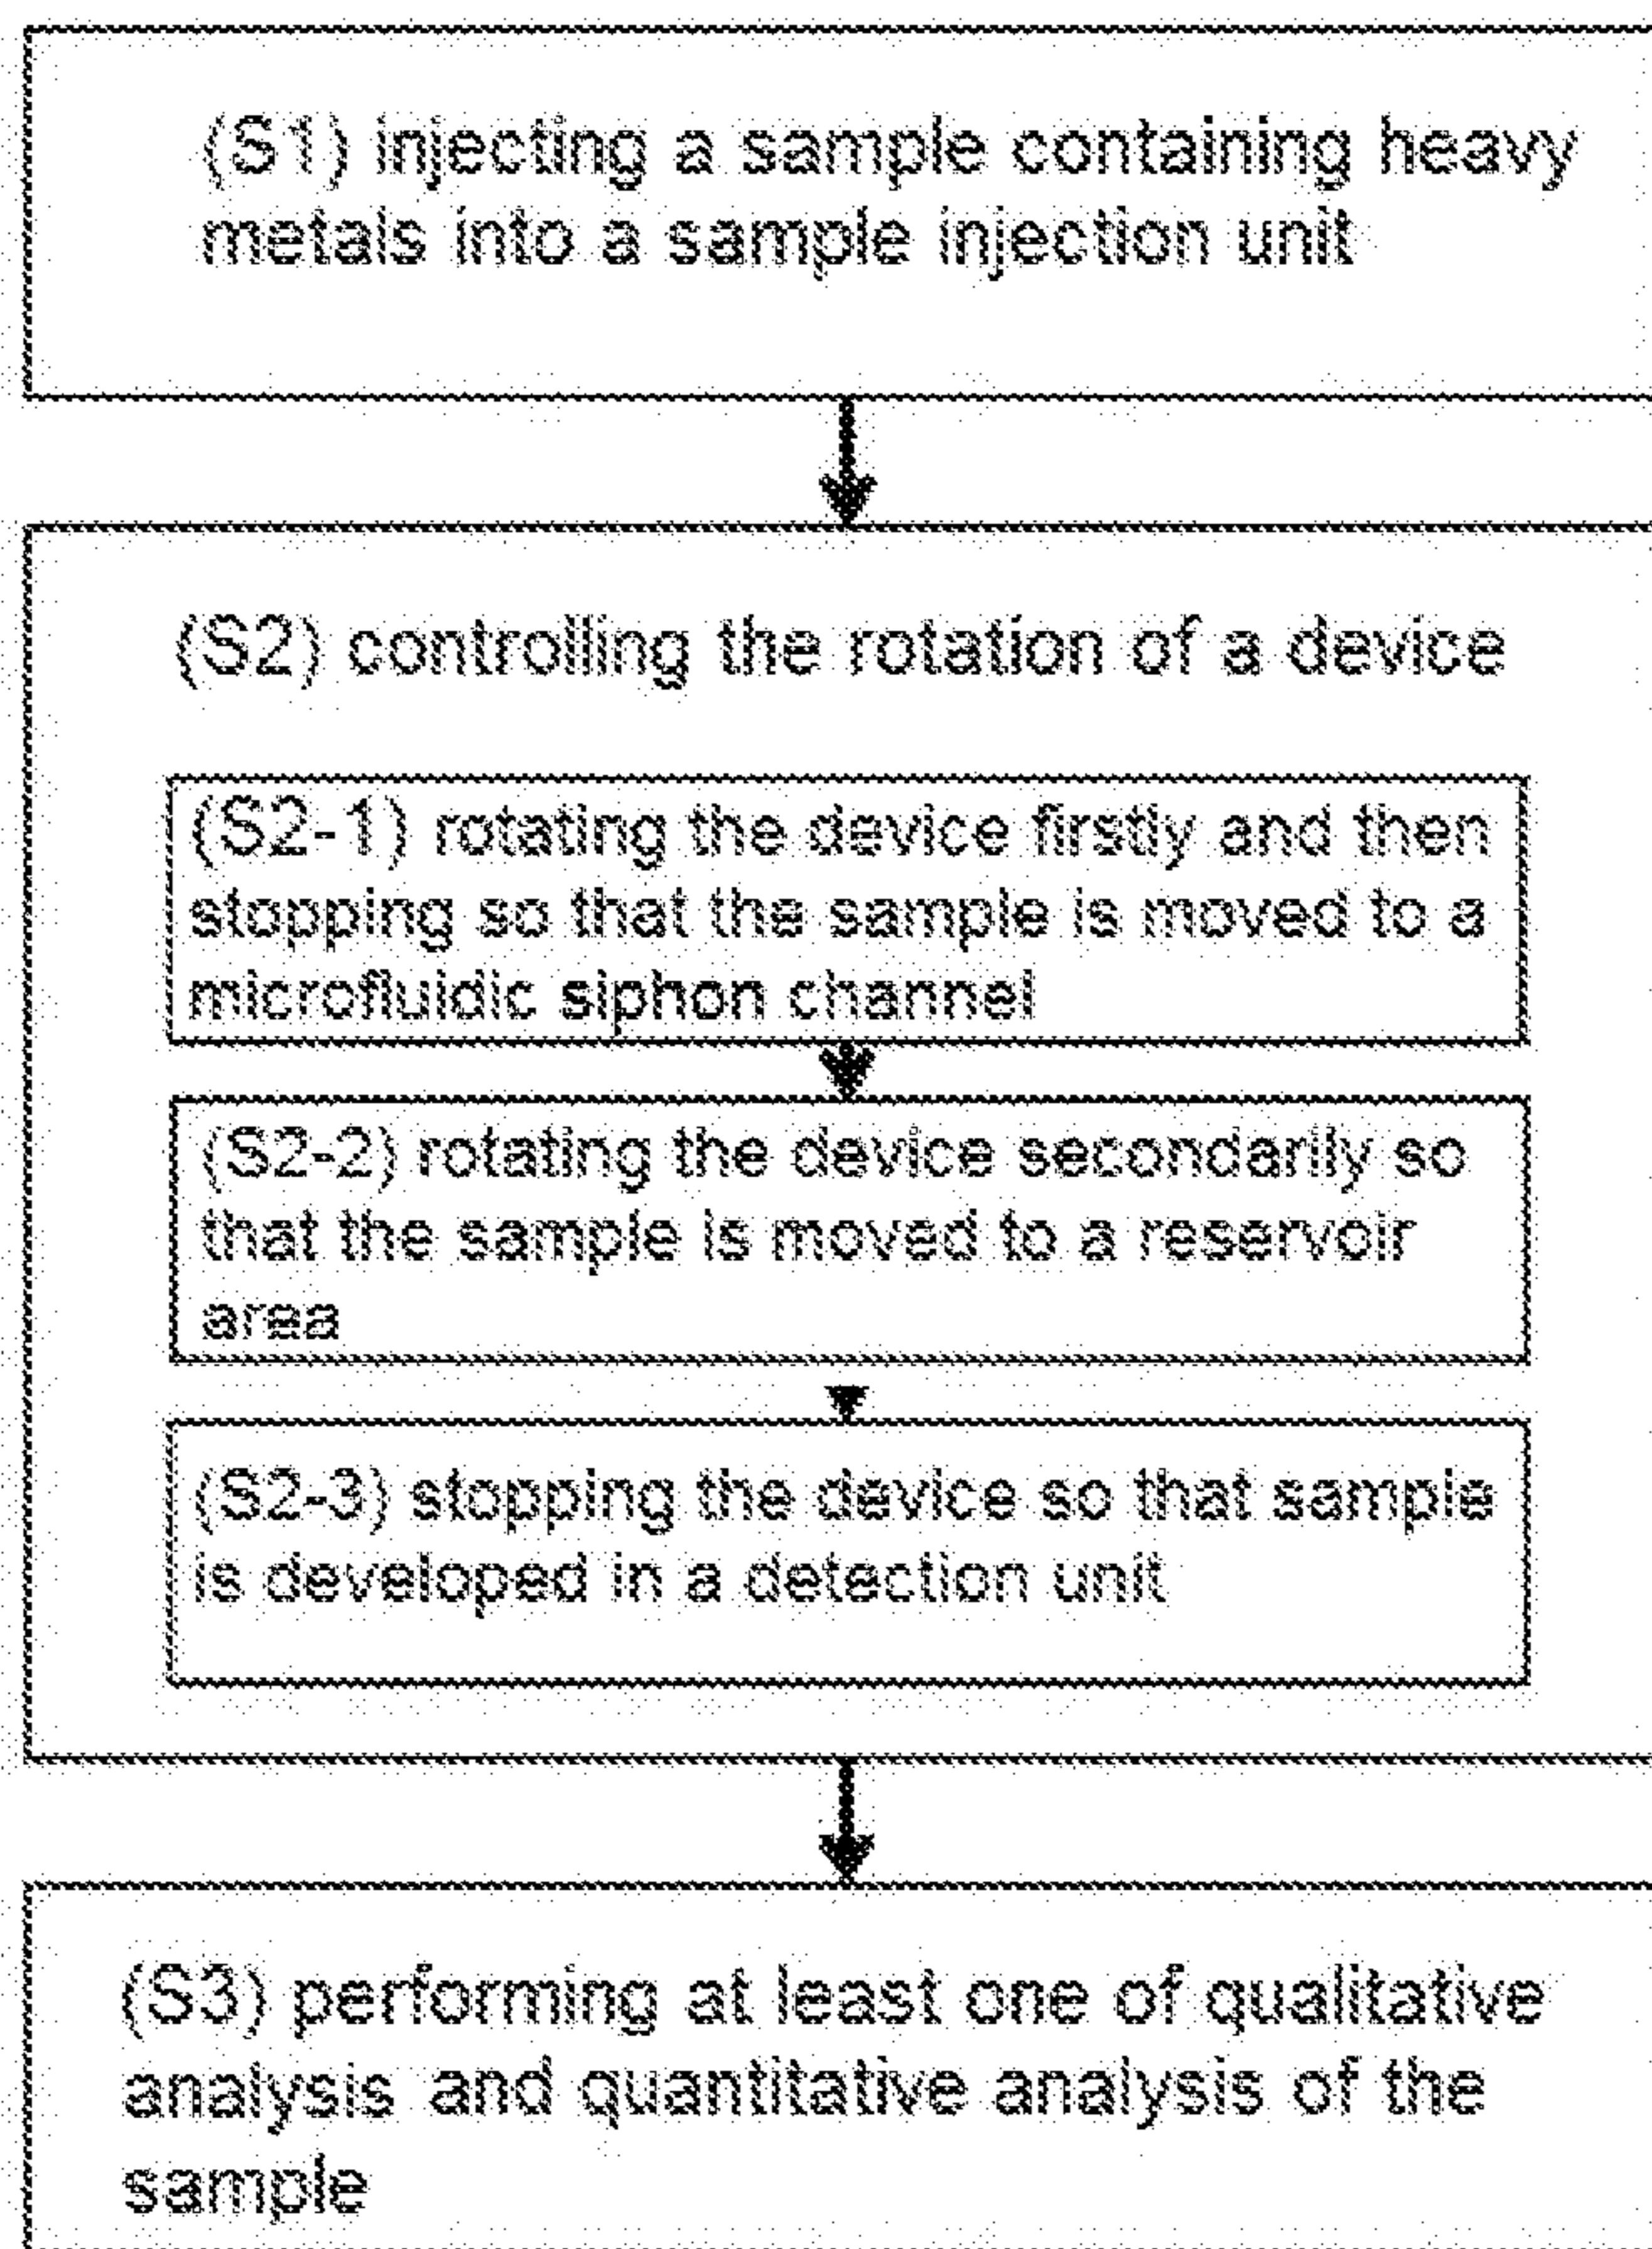 (S1) injecting a sample containing heavy
metals into a sample injection unit
(S2) controlling the rotation of a device
(S2-1) rotating the device firstly and then
stopping so that the sample is moved to a
microfluidic siphon channel
(S2-2) rotating the device secondarily so
that the sample is moved to a reservoir
area
(S2-3) stopping the device so that sample
is developed in a detection unit
(S3) performing at least one of qualitative
analysis and quantitative analysis of the
sample